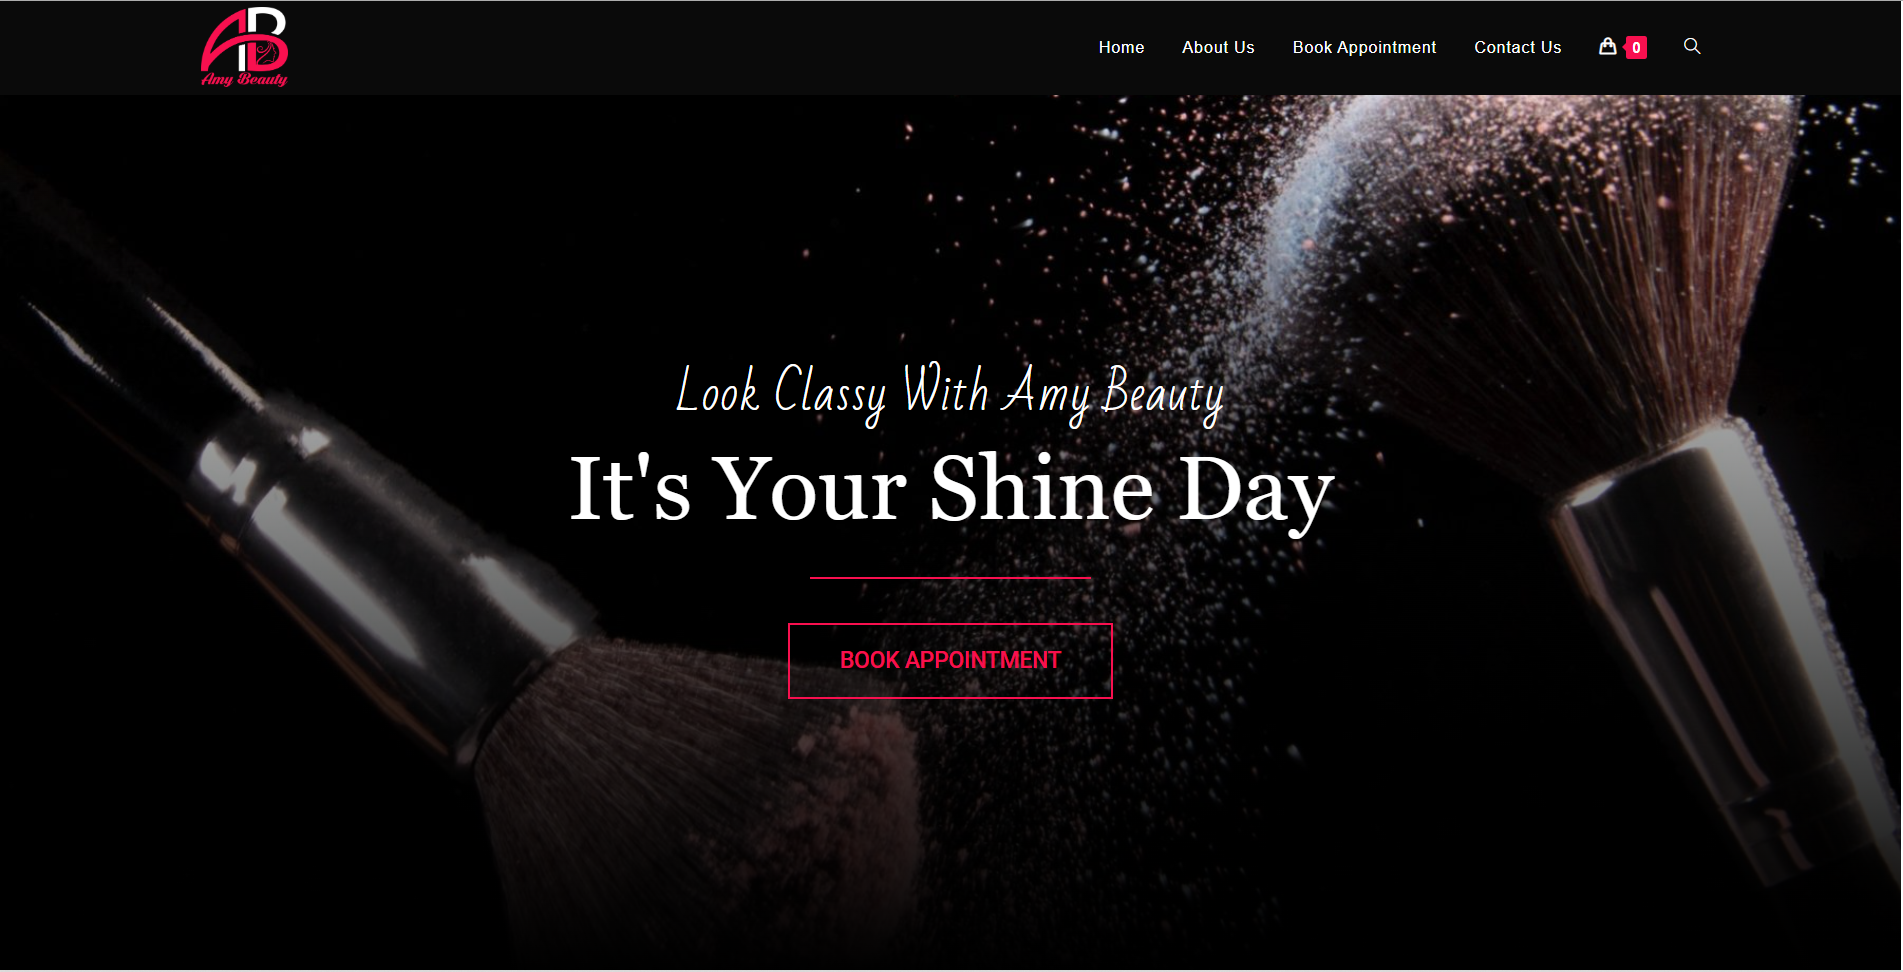 AB
Amy Beauty
Home About Us Book Appointment Contact Us 0
Look Classy With Amy Beauty
It's Your Shine Day
BOOK APPOINTMENT